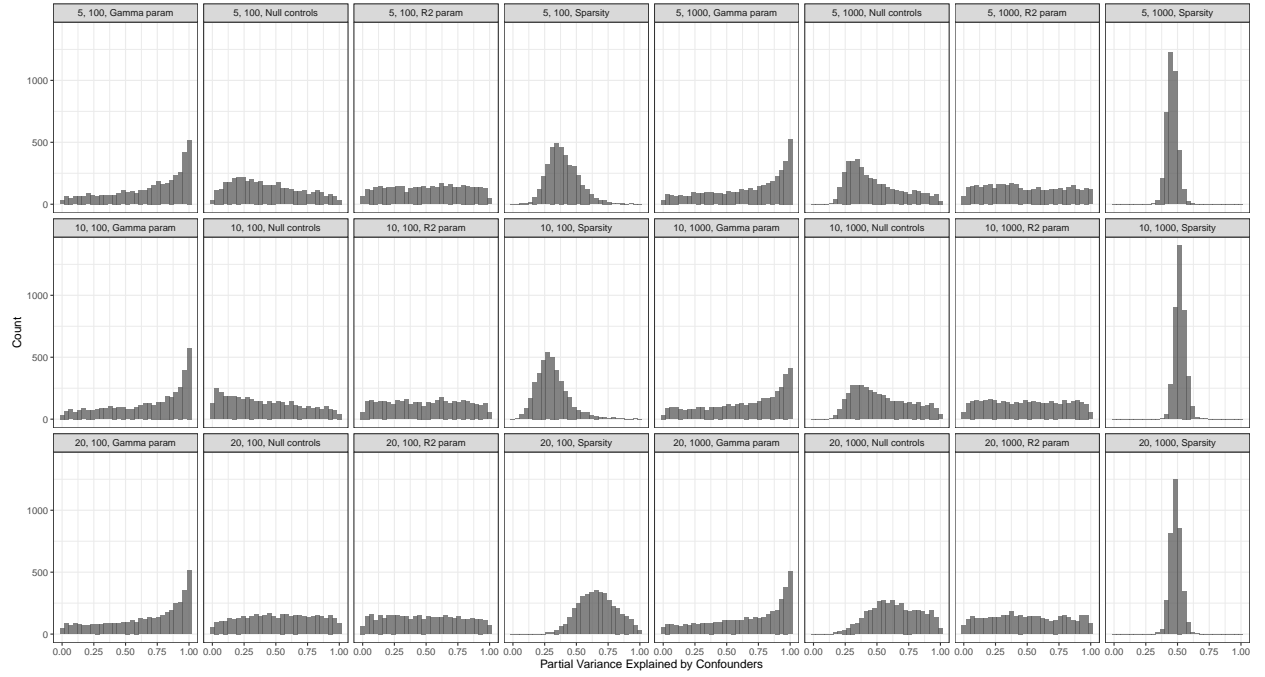 5, 100, Gamma param
5, 100, Null controls
5, 100, R2 param
5, 100, Sparsity
5, 1000, Gamma param
5, 1000, Null controls
5, 1000, R2 param
5, 1000, Sparsity
1000
500
0
10, 100, Gamma param
10, 100, Null controls
10, 100, R2 param
10, 100, Sparsity
10, 1000, Gamma param
10, 1000, Null controls
10, 1000, R2 param
10, 1000, Sparsity
Count
1000
500
0
20, 100, Gamma param
20, 100, Null controls
20, 100, R2 param
20, 100, Sparsity
20, 1000, Gamma param
20, 1000, Null controls
20, 1000, R2 param
20, 1000, Sparsity
1000
500
0
0.00 0.25 0.50 0.75 1.00
0.00 0.25 0.50 0.75 1.00
0.00 0.25 0.50 0.75 1.00
0.00 0.25 0.50 0.75 1.00
0.00 0.25 0.50 0.75 1.00
0.00 0.25 0.50 0.75 1.00
0.00 0.25 0.50 0.75 1.00
0.00 0.25 0.50 0.75 1.00
Partial Variance Explained by Confounders